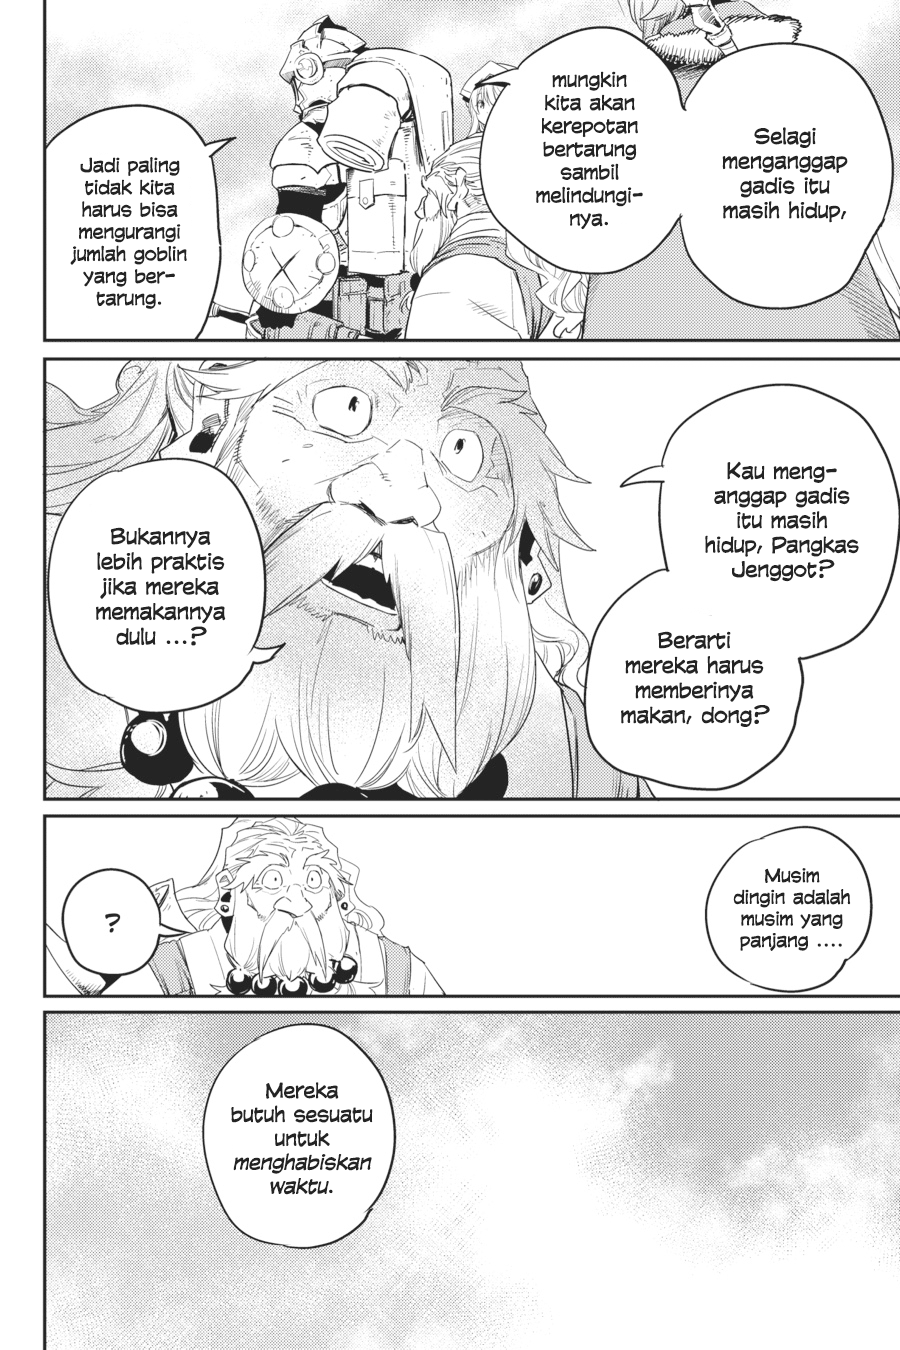 Selagi
menganggap
gadis itu
masih hidup,
mungkin
kita akan
kerepotan
bertarung
sambil
melindungi-
nya.
Jadi paling
tidak kita
harus bisa
mengurangi
jumlah goblin
yang ber-
tarung.
Kau meng-
anggap gadis
itu masih
hidup, Pangkas
Jenggot?
Berarti
mereka harus
memberinya
makan, dong?
Bukannya
lebih praktis
jika mereka
memakannya
dulu ...?
Musim
dingin adalah
musim yang
panjang ....
?
Mereka
butuh sesuatu
untuk
menghabiskan
waktu.